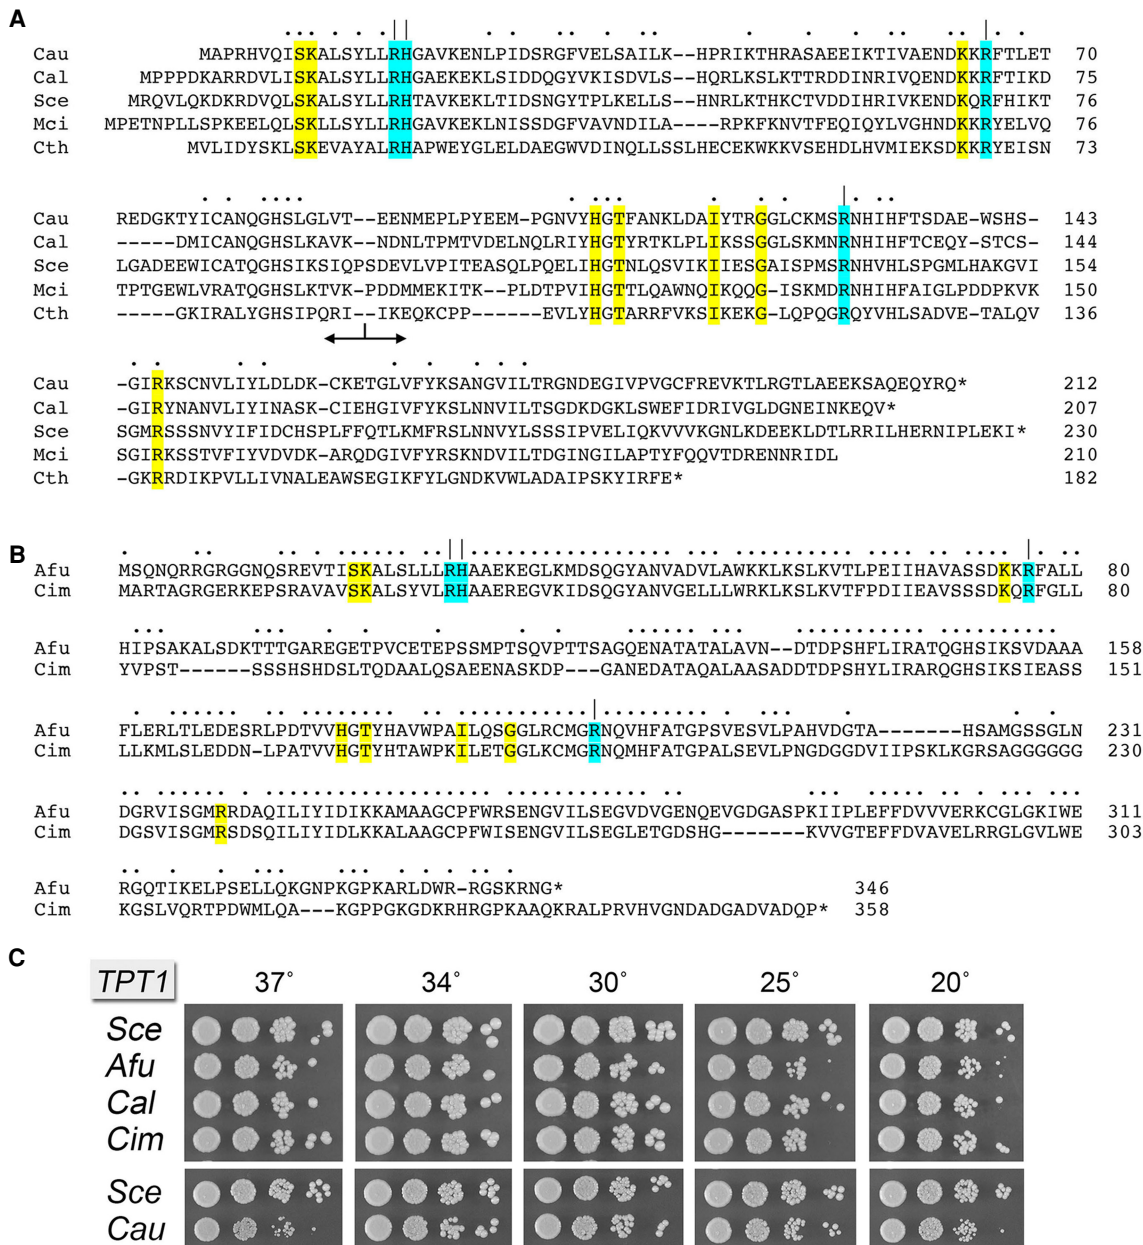 A
Cau MAPRHVQISKALSYLLRHGAVKENLPIDSRGFVELSAILK--HPRIKTHRASAEEIKTIVAENDKKRFTLET 70
Cal MPPPDKARRDVLISKALSYLLRHGAEKEKLSIDDQGYVKISDVLS--HQRLKSLKTTRDDINRIVQENDKKRFTIKD 75
Sce MRQVLQKDKRDVQLSKALSYLLRHTAVKEKLTIDSNGYTPLKELLS--HNRLKTHKCTVDDIHRIVKENDKQRFHIKT 76
Mci MPETNPLLSPKEELQLSKLLSYLLRHGAVKEKLNISSDGFVAVNDILA----RPKFKNVTFEQIQYLVGHNDKKRYELVQ 76
Cth MVLIDYSKLSKEVAYALRHAPWEYGLELDAEGWVDINQLLSSLHECEKWKKVSEHDLHVMIEKSDKKRYEISN 73
Cau REDGKTYICANQGHSLGLVT--EENMEPLPYEEM-PGNVYHGTFANKLDAIYTRGGLCKMSRNHIHFTSDAE-WSHS- 143
Cal -----DMICANQGHSLKAVK--NDNLTPMTVDELNQLRIYHGTYRTKLPLIKSSGGLSKMNRNHIHFTCEQY-STCS- 144
Sce LGADEEWICATQGHSIKSIQPSDEVLVPITEASQLPQELIHGTNLQSVIKIIESGAISPMSRNHVHLSPGMLHAKGVI 154
Mci TPTGEWLVRATQGHSLKTVK-PDDMMEKITK--PLDTPVIHGTTLQAWNQIKQQG-ISKMDRNHIHFAIGLPDDPKVK 150
Cth -----GKIRALYGHSIPQRI--IKEQKCPP------EVLYHGTARRFVKSIKEKG-LQPQGRQYVHLSADVE-TALQV 136
Cau -GIRKSCNVLIYLDLDK-CKETGLVFYKSANGVILTRGNDEGIVPVGCFREVKTLRGTLAEEKSAQEQYRQ* 212
Cal -GIRYNANVLIYINASK-CIEHGIVFYKSLNNVILTSGDKDGKLSWEFIDRIVGLDGNEINKEQV* 207
Sce SGMRSSSNVYIFIDCHSPLFFQTLKMFRSLNNVYLSSSIPVELIQKVVVKGNLKDEEKLDTLRRILHERNIPLEKI* 230
Mci SGIRKSSTVFIYVDVDK-ARQDGIVFYRSKNDVILTDGINGILAPTYFQQVTDRENNRIDL 210
Cth -GKRRDIKPVLLIVNALEAWSEGIKFYLGNDKVWLADAIPSKYIRFE* 182
B
Afu MSQNQRRGRGGNQSREVTISKALSLLLRHAAEKEGLKMDSQGYANVADVLAWKKLKSLKVTLPEIIHAVASSDKKRFALL 80
Cim MARTAGRGERKEPSRAVAVSKALSYVLRHAAEREGVKIDSQGYANVGELLLWRKLKSLKVTFPDIIEAVSSSDKQRFGLL 80
Afu HIPSAKALSDKTTTGAREGETPVCETEPSSMPTSQVPTTSAGQENATATALAVN--DTDPSHFLIRATQGHSIKSVDAAA 158
Cim YVPST------SSSHSHDSLTQDAALQSAEENASKDP---GANEDATAQALAASADDTDPSHYLIRARQGHSIKSIEASS 151
Afu FLERLTLEDESRLPDTVVHGTYHAVWPAILQSGGLRCMGRNQVHFATGPSVESVLPAHVDGTA-------HSAMGSSGLN 231
Cim LLKMLSLEDDN-LPATVVHGTYHTAWPKILETGGLKCMGRNQMHFATGPALSEVLPNGDGGDVIIPSKLKGRSAGGGGGG 230
Afu DGRVISGMRRDAQILIYIDIKKAMAAGCPFWRSENGVILSEGVDVGENQEVGDGASPKIIPLEFFDVVVERKCGLGKIWE 311
Cim DGSVISGMRSDSQILIYIDLKKALAAGCPFWISENGVILSEGLETGDSHG-------KVVGTEFFDVAVELRRGLGVLWE 303
Afu RGQTIKELPSELLQKGNPKGPKARLDWR-RGSKRNG* 346
Cim KGSLVQRTPDWMLQA---KGPPGKGDKRHRGPKAAQKRALPRVHVGNDADGADVADQP* 358
C
TPT1 37° 34° 30° 25° 20°
Sce
Afu
Cal
Cim
Sce
Cau